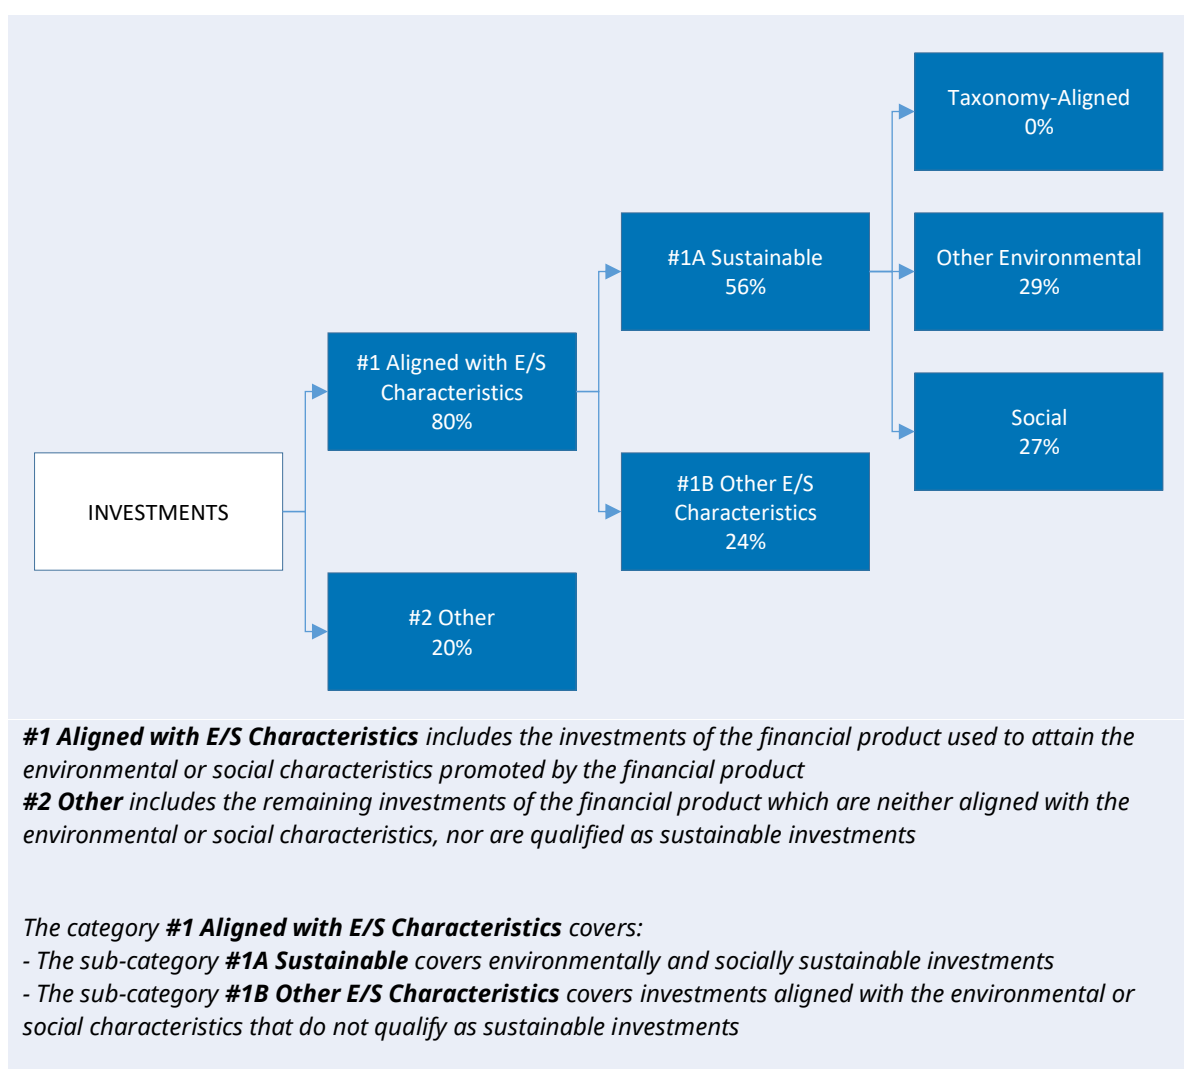 Taxonomy-Aligned
0%
#1A Sustainable
56%
Other Environmental
29%
#1 Aligned with E/S
Characteristics
80%
Social
27%
INVESTMENTS
#1B Other E/S
Characteristics
24%
#2 Other
20%
#1 Aligned with E/S Characteristics includes the investments of the financial product used to attain the
environmental or social characteristics promoted by the financial product
#2 Other includes the remaining investments of the financial product which are neither aligned with the
environmental or social characteristics, nor are qualified as sustainable investments
The category #1 Aligned with E/S Characteristics covers:
- The sub-category #1A Sustainable covers environmentally and socially sustainable investments
- The sub-category #1B Other E/S Characteristics covers investments aligned with the environmental or
social characteristics that do not qualify as sustainable investments